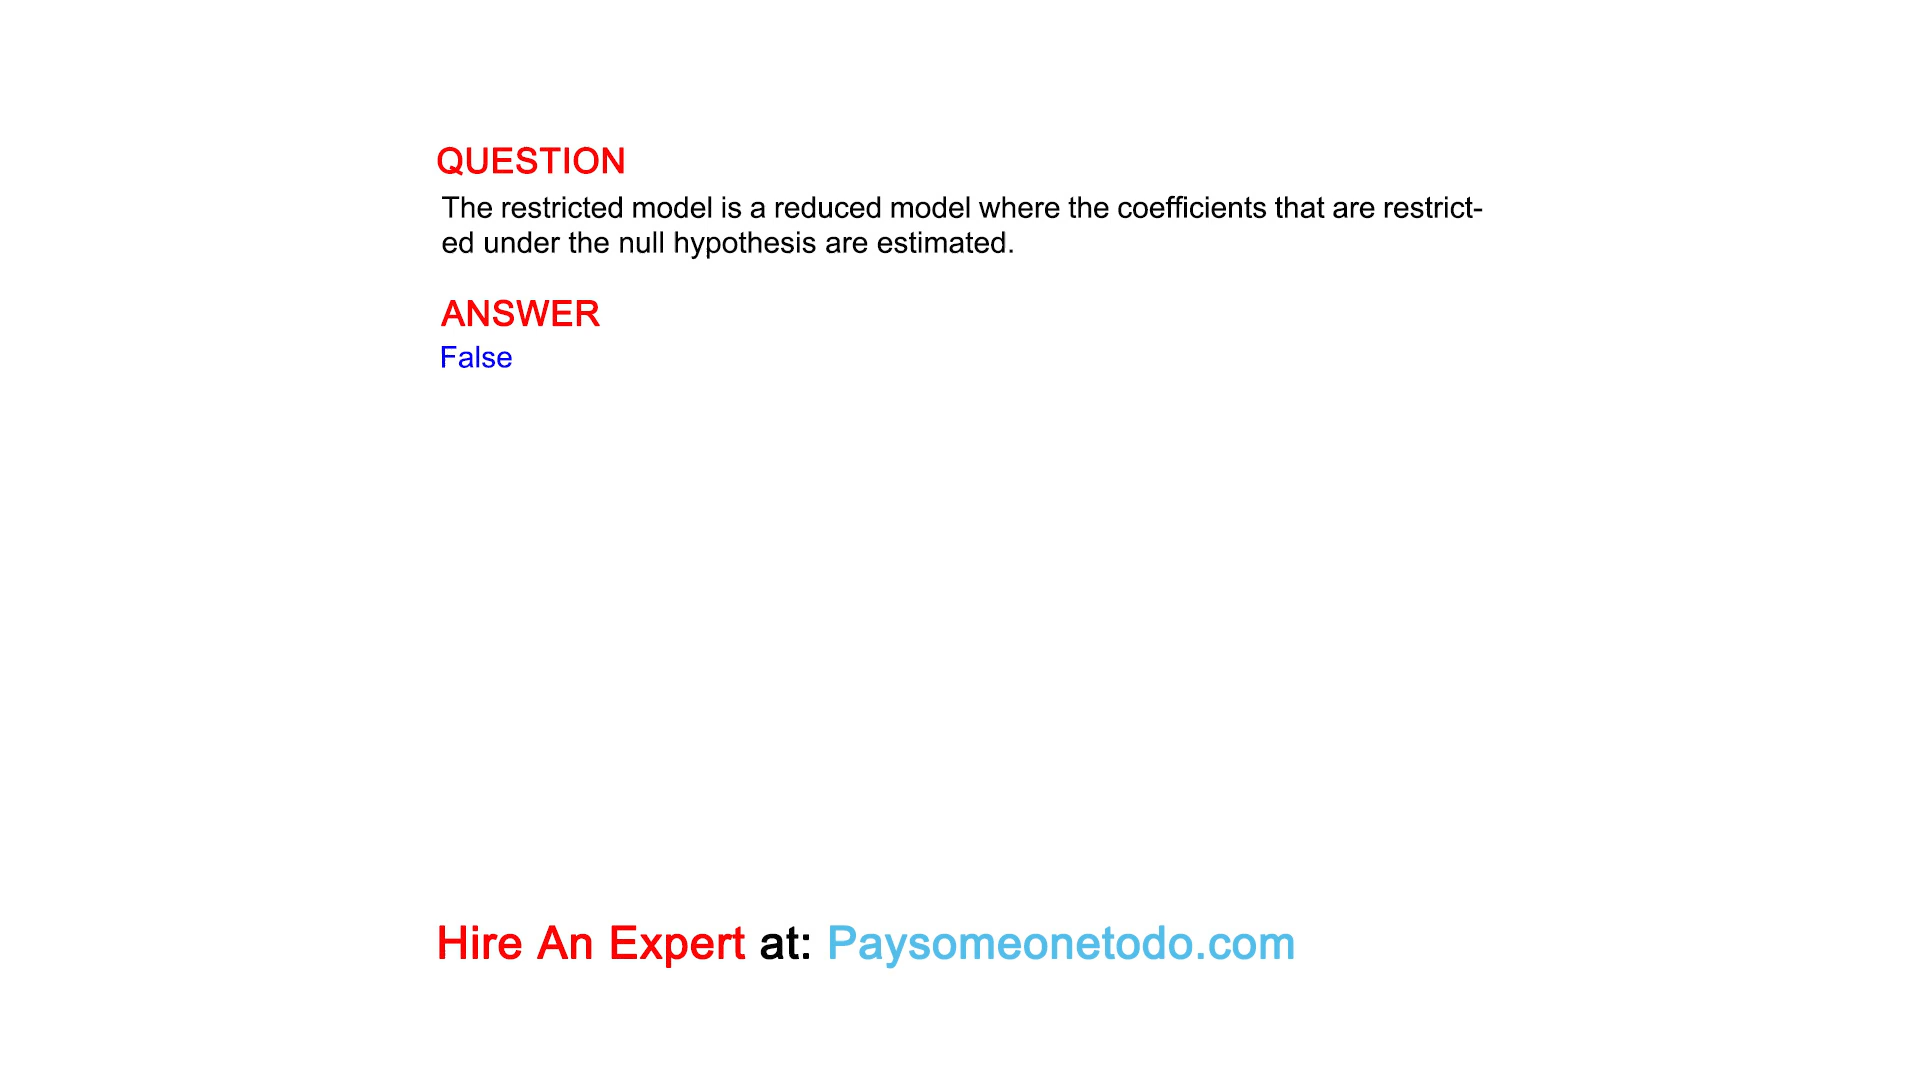 QUESTION
The restricted model is a reduced model where the coefficients that are restrict-
ed under the null hypothesis are estimated.
ANSWER
False
Hire An Expert at: Paysomeonetodo.com